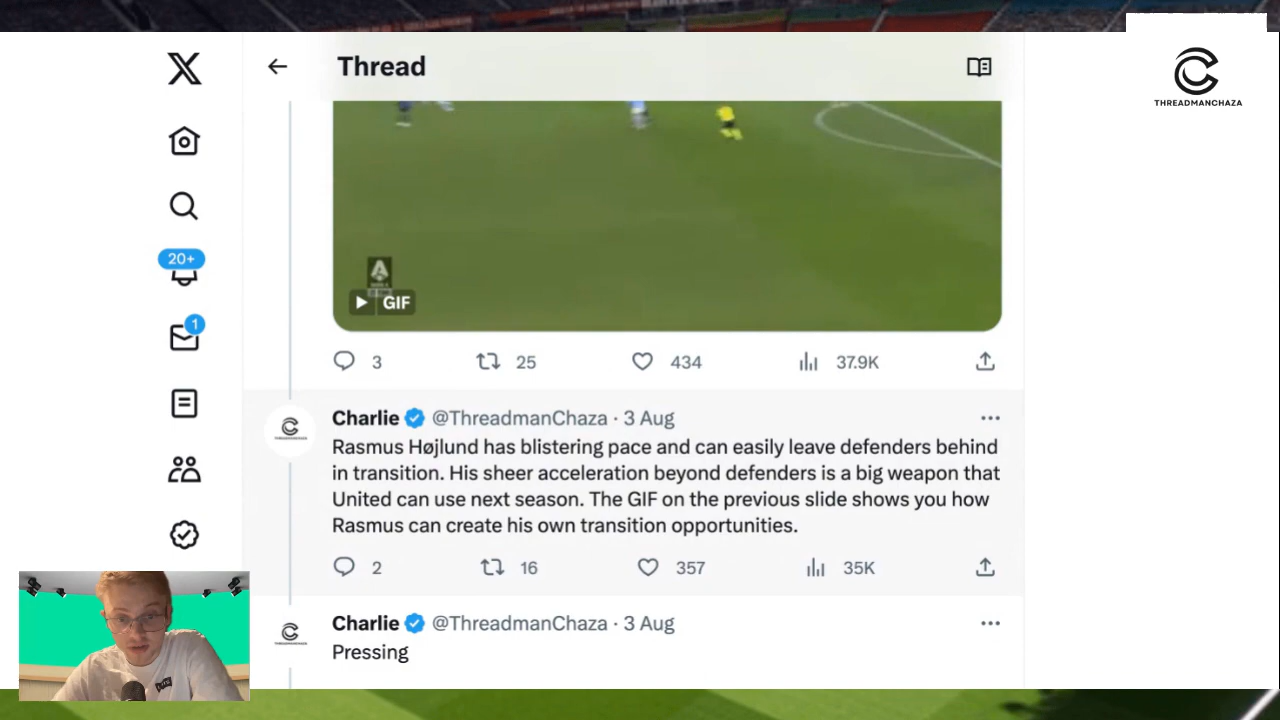 Thread
THREADMANCHAZA
20+
1
GIF
3 25 434 37.9K
Charlie @ThreadmanChaza · 3 Aug
Rasmus Højlund has blistering pace and can easily leave defenders behind
in transition. His sheer acceleration beyond defenders is a big weapon that
United can use next season. The GIF on the previous slide shows you how
Rasmus can create his own transition opportunities.
2 16 357 35K
Charlie @ThreadmanChaza · 3 Aug
Pressing